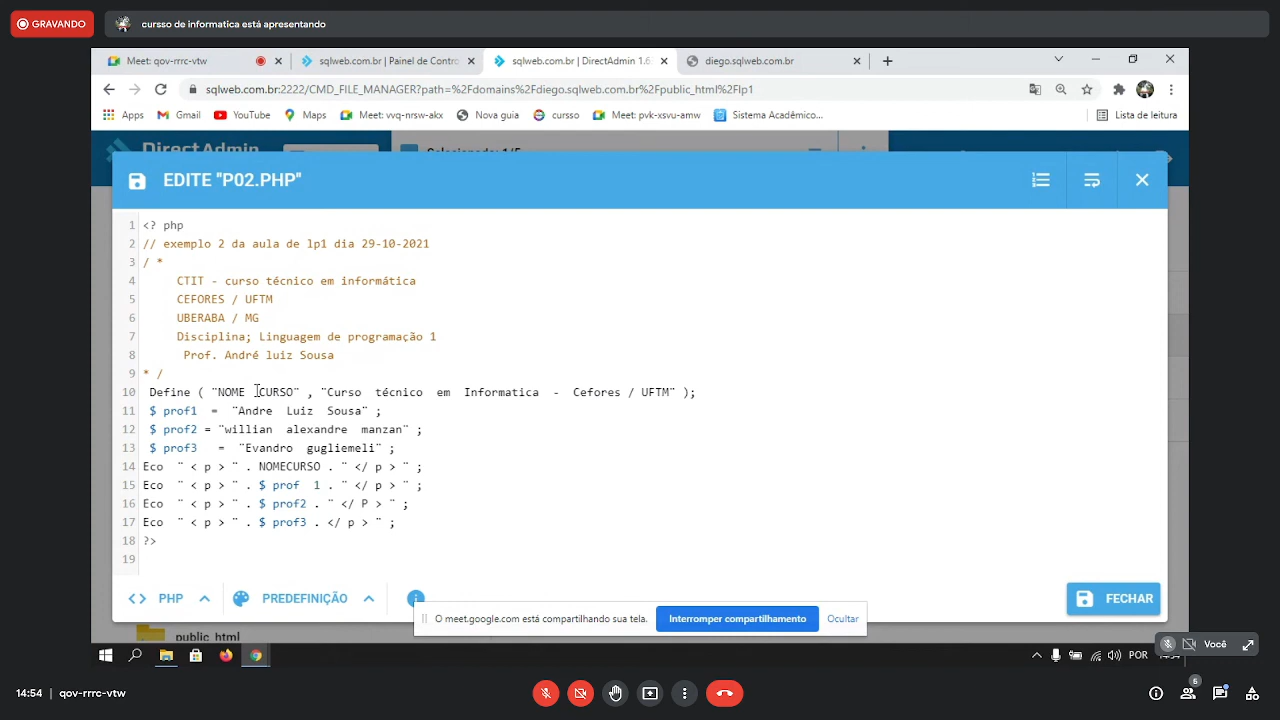 GRAVANDO
cursso de informatica está apresentando
Meet: qov-rrrc-vtw
sqlweb.com.br | Painel de Contro
sqlweb.com.br | DirectAdmin 1.6
diego.sqlweb.com.br
sqlweb.com.br:2222/CMD_FILE_MANAGER?path=%2Fdomains%2Fdiego.sqlweb.com.br%2Fpublic_html%2Flp1
Apps Gmail YouTube Maps Meet: vvq-nrsw-akx Nova guia cursso Meet: pvk-xsvu-amw Sistema Acadêmico... Lista de leitura
DirectAdmin
Selecionado: 1/5
EDITE "P02.PHP"
1 <? php
2 // exemplo 2 da aula de lp1 dia 29-10-2021
3 / *
4 CTIT - curso técnico em informática
5 CEFORES / UFTM
6 UBERABA / MG
7 Disciplina; Linguagem de programação 1
8 Prof. André luiz Sousa
9 * /
10 Define ( ¨NOME CURSO¨ , ¨Curso técnico em Informatica - Cefores / UFTM¨ );
11 $ prof1 = ¨Andre Luiz Sousa¨ ;
12 $ prof2 = ¨willian alexandre manzan¨ ;
13 $ prof3 = ¨Evandro gugliemeli¨ ;
14 Eco ¨ < p > ¨ . NOMECURSO . ¨ </ p > ¨ ;
15 Eco ¨ < p > ¨ . $ prof 1 . ¨ </ p > ¨ ;
16 Eco ¨ < p > ¨ . $ prof2 . ¨ </ P > ¨ ;
17 Eco ¨ < p > ¨ . $ prof3 . </ p > ¨ ;
18 ?>
19
PHP PREDEFINIÇÃO FECHAR
O meet.google.com está compartilhando sua tela. Interromper compartilhamento Ocultar
public_html
Você
POR
14:54 qov-rrrc-vtw
6